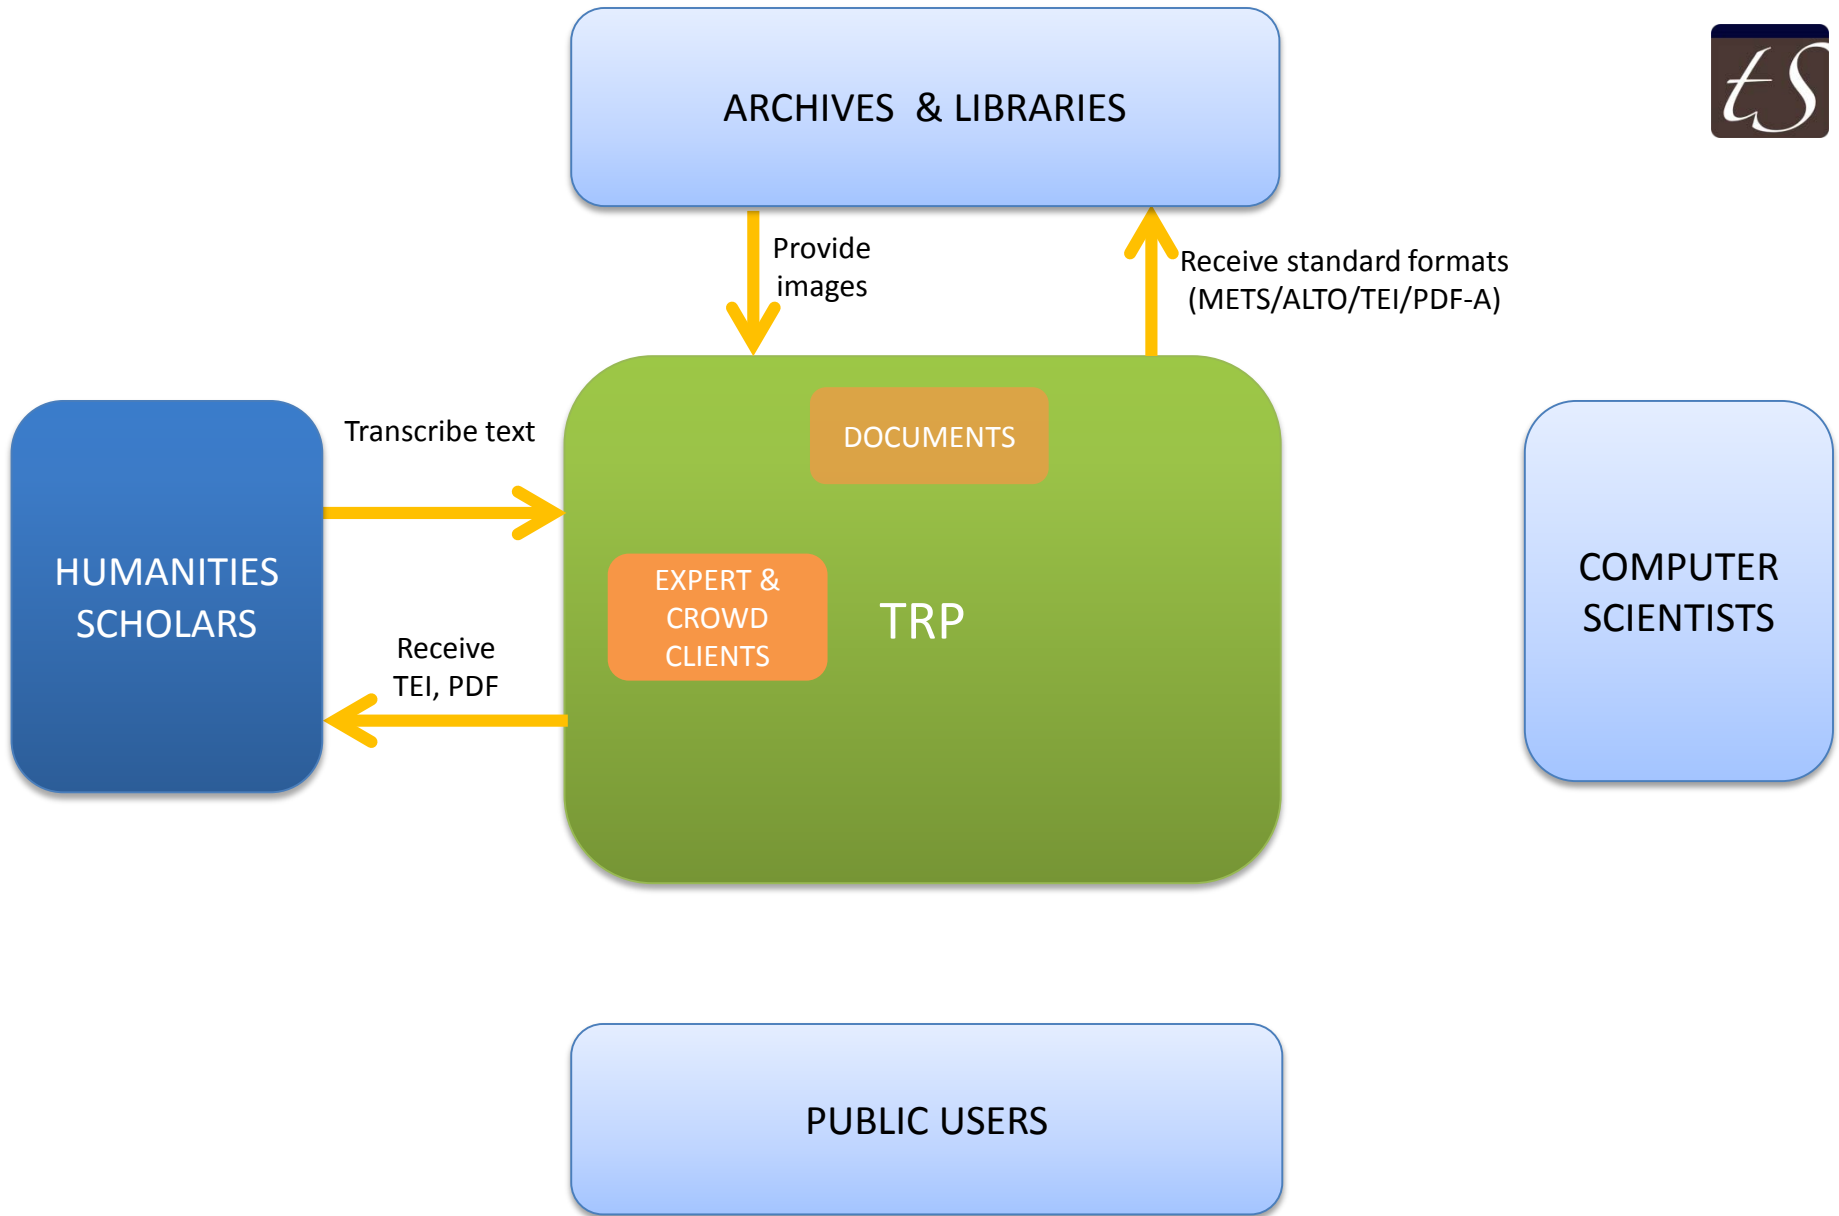 ARCHIVES & LIBRARIES
tS
Provide
images
Receive standard formats
(METS/ALTO/TEI/PDF-A)
Transcribe text
DOCUMENTS
HUMANITIES
SCHOLARS
EXPERT &
CROWD
CLIENTS
TRP
COMPUTER
SCIENTISTS
Receive
TEI, PDF
PUBLIC USERS